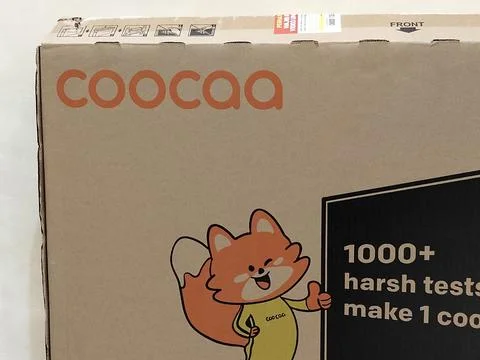 FRONT
coocaa
1000+
harsh tests
make 1 coo
coocaa